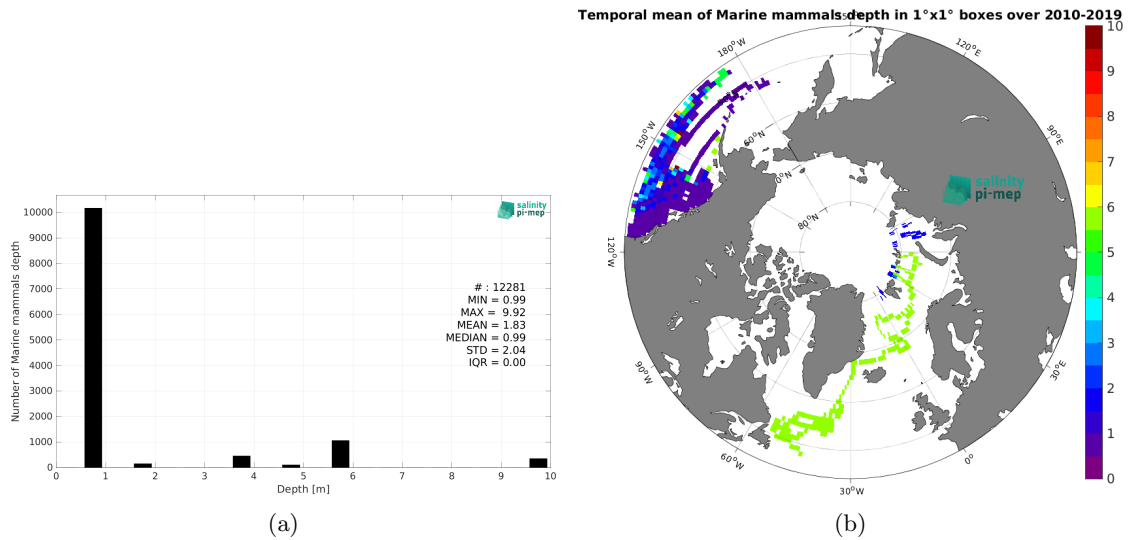 Temporal mean of Marine mammals depth in 1°x1° boxes over 2010-2019
Number of Marine mammals depth
10000
9000
8000
7000
6000
5000
4000
3000
2000
1000
0
salinity
pi-mep
# : 12281
MIN = 0.99
MAX = 9.92
MEAN = 1.83
MEDIAN = 0.99
STD = 2.04
IQR = 0.00
0 1 2 3 4 5 6 7 8 9 10
Depth [m]
(a)
180°W
120°E
150°W
90°E
60°N
80°N
salinity
pi-mep
120°W
90°W
30°E
60°W
0°
30°W
10
9
8
7
6
5
4
3
2
1
0
(b)